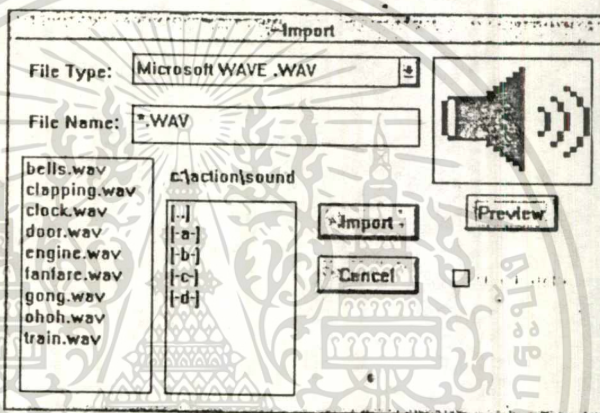 Import
File Type: Microsoft WAVE .WAV
File Name: *.WAV
bells.wav
clapping.wav
clock.wav
door.wav
engine.wav
fanfare.wav
gong.wav
ohoh.wav
train.wav
c:\action\sound
[..]
[-a-]
[-b-]
[-c-]
[-d-]
Import
Cancel
Preview